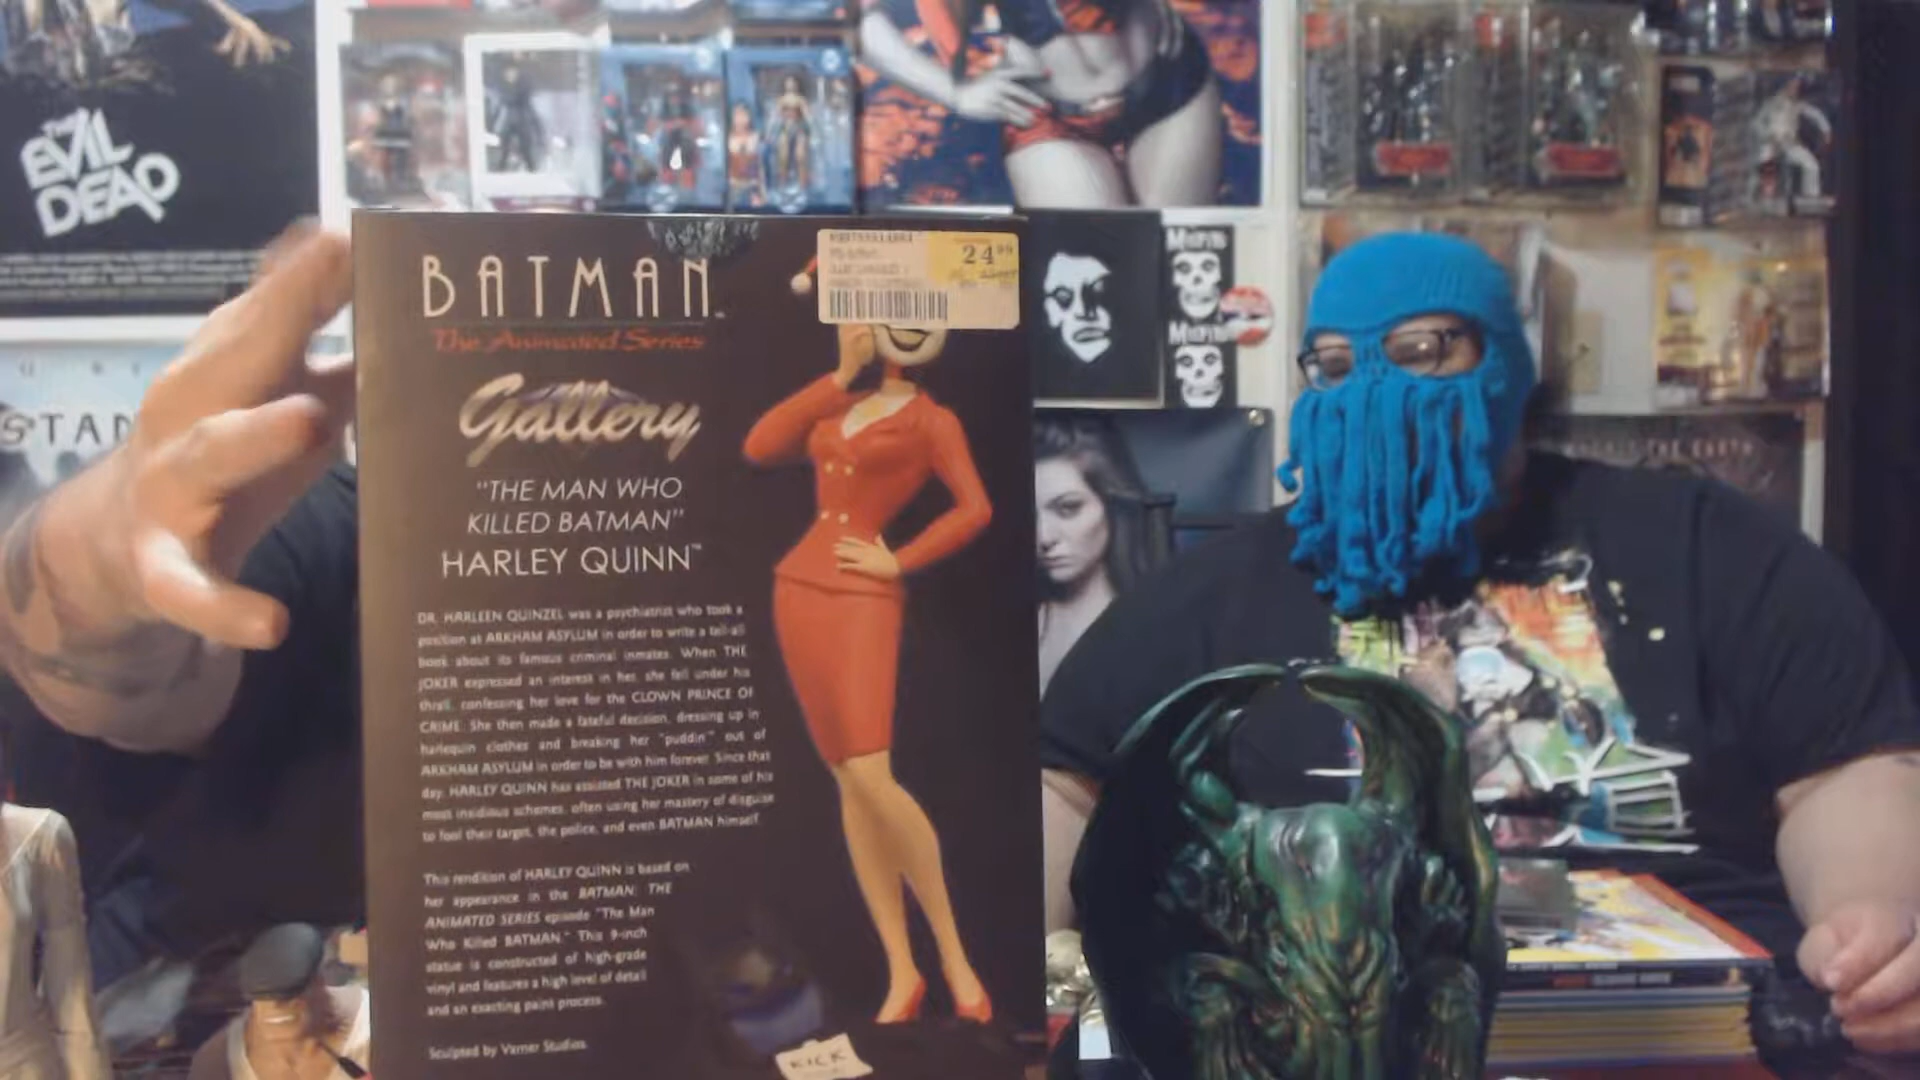 THE
EVIL
DEAD
STAN
BATMAN
The Animated Series
Gallery
24⁹⁹
"THE MAN WHO
KILLED BATMAN"
HARLEY QUINN™
DR. HARLEEN QUINZEL was a psychiatrist who took a
position at ARKHAM ASYLUM in order to write a tell-all
book about its famous criminal inmates. When THE
JOKER expressed an interest in her, she fell under his
thrall, confessing her love for the CLOWN PRINCE OF
CRIME. She then made a fateful decision, dressing up in
harlequin clothes and breaking her "puddin'" out of
ARKHAM ASYLUM in order to be with him forever. Since that
day, HARLEY QUINN has assisted THE JOKER in some of his
most insidious schemes, often using her mastery of disguise
to fool their target, the police, and even BATMAN himself.
This rendition of HARLEY QUINN is based on
her appearance in the BATMAN: THE
ANIMATED SERIES episode "The Man
Who Killed BATMAN." This 9-inch
statue is constructed of high-grade
vinyl and features a high level of detail
and an exacting paint process.
Sculpted by Varner Studios.
KICK
Misfits
Misfits
THE EARTH